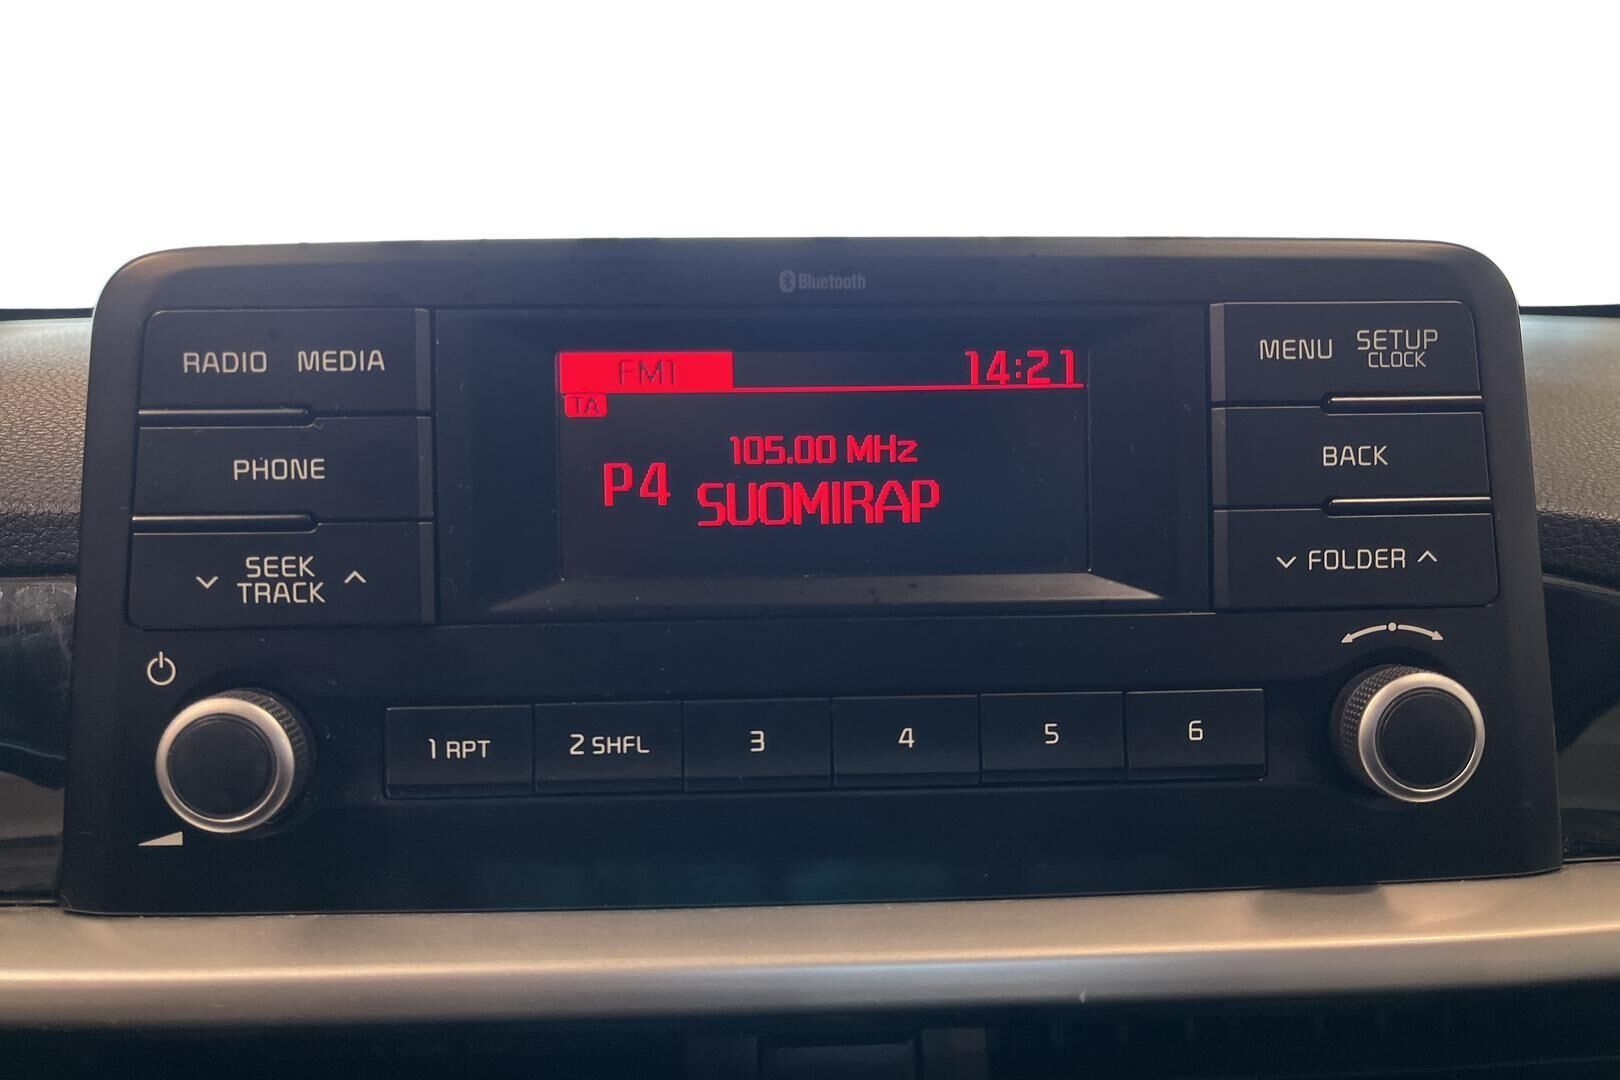 Bluetooth
RADIO MEDIA
FM1 14:21
MENU SETUP
CLOCK
TA
PHONE
105.00 MHz
P4 SUOMIRAP
BACK
SEEK
TRACK
FOLDER
1 RPT 2 SHFL 3 4 5 6